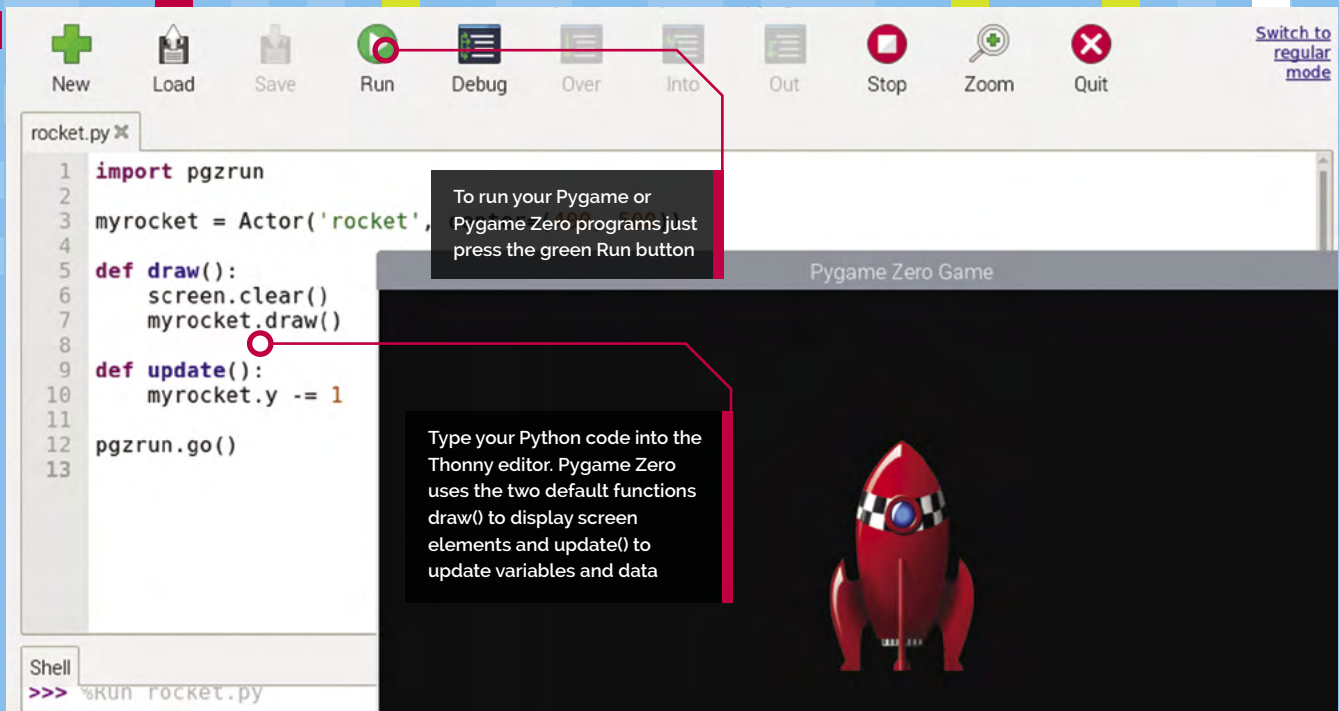 New Load Save Run Debug Over Into Out Stop Zoom Quit
Switch to
regular
mode
rocket.py
1 import pgzrun
2
3 myrocket = Actor('rocket',
4
5 def draw():
6 screen.clear()
7 myrocket.draw()
8
9 def update():
10 myrocket.y -= 1
11
12 pgzrun.go()
13
To run your Pygame or
Pygame Zero programs just
press the green Run button
Pygame Zero Game
Type your Python code into the
Thonny editor. Pygame Zero
uses the two default functions
draw() to display screen
elements and update() to
update variables and data
Shell
>>> %Run rocket.py